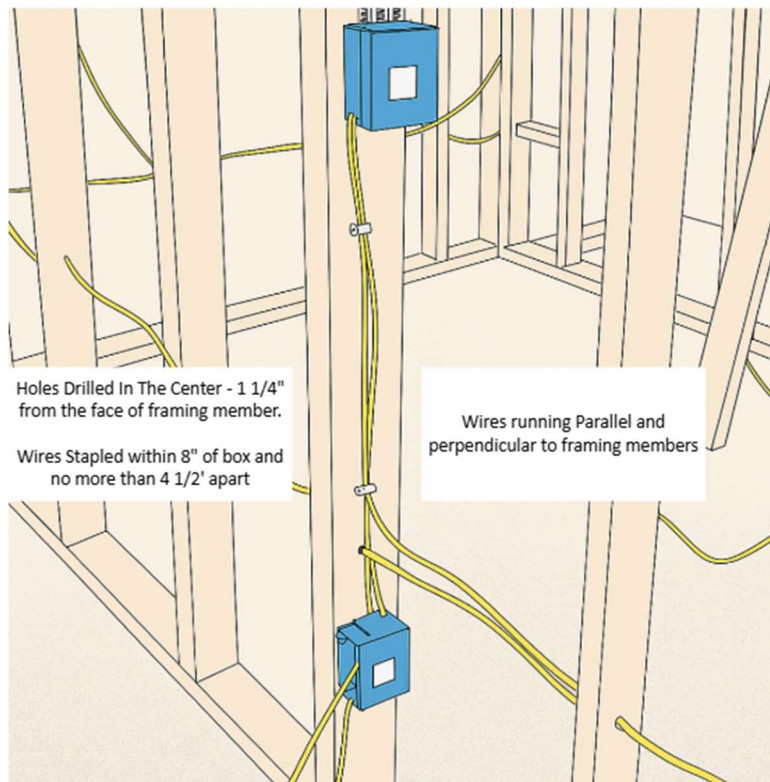 Holes Drilled In The Center - 1 1/4"
from the face of framing member.
Wires Stapled within 8" of box and
no more than 4 1/2' apart
Wires running Parallel and
perpendicular to framing members